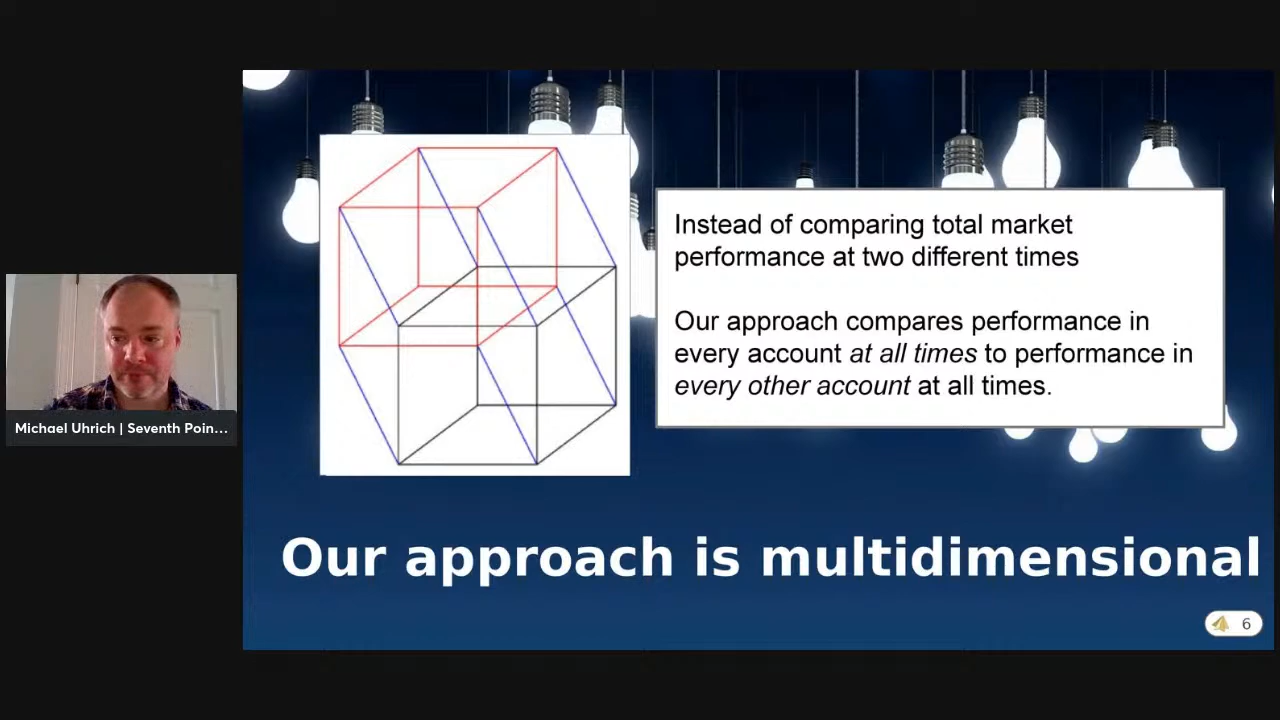 Instead of comparing total market
performance at two different times
Our approach compares performance in
every account at all times to performance in
every other account at all times.
Michael Uhrich | Seventh Poin...
Our approach is multidimensional
6